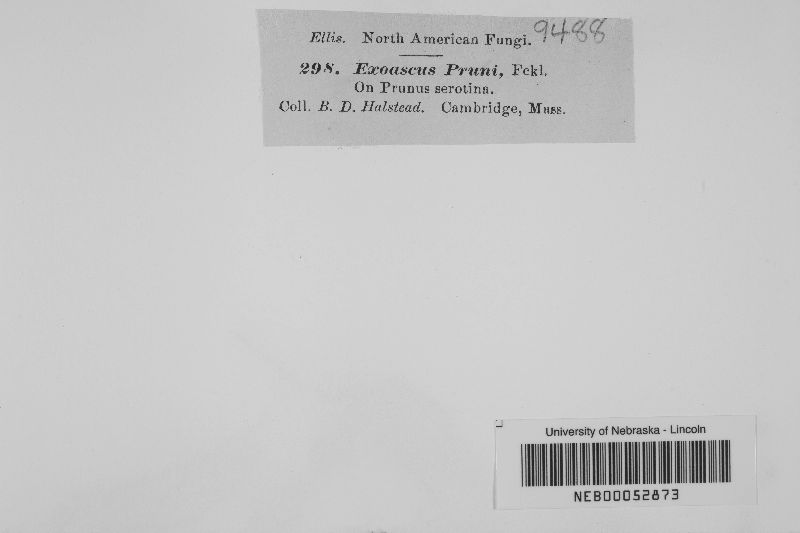 Ellis. North American Fungi. 9488
298. Exoascus Pruni, Fckl.
On Prunus serotina.
Coll. B. D. Halstead. Cambridge, Mass.
University of Nebraska - Lincoln
NEB00052873